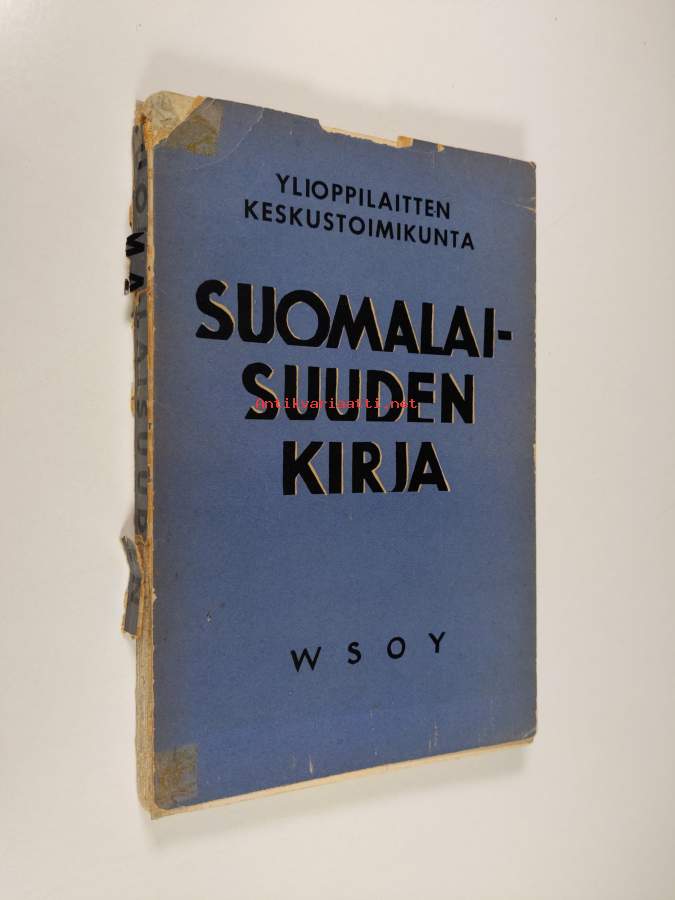 YLIOPPILAITTEN
KESKUSTOIMIKUNTA
SUOMALAI-
SUUDEN
Antikvariaatti.net
KIRJA
WSOY